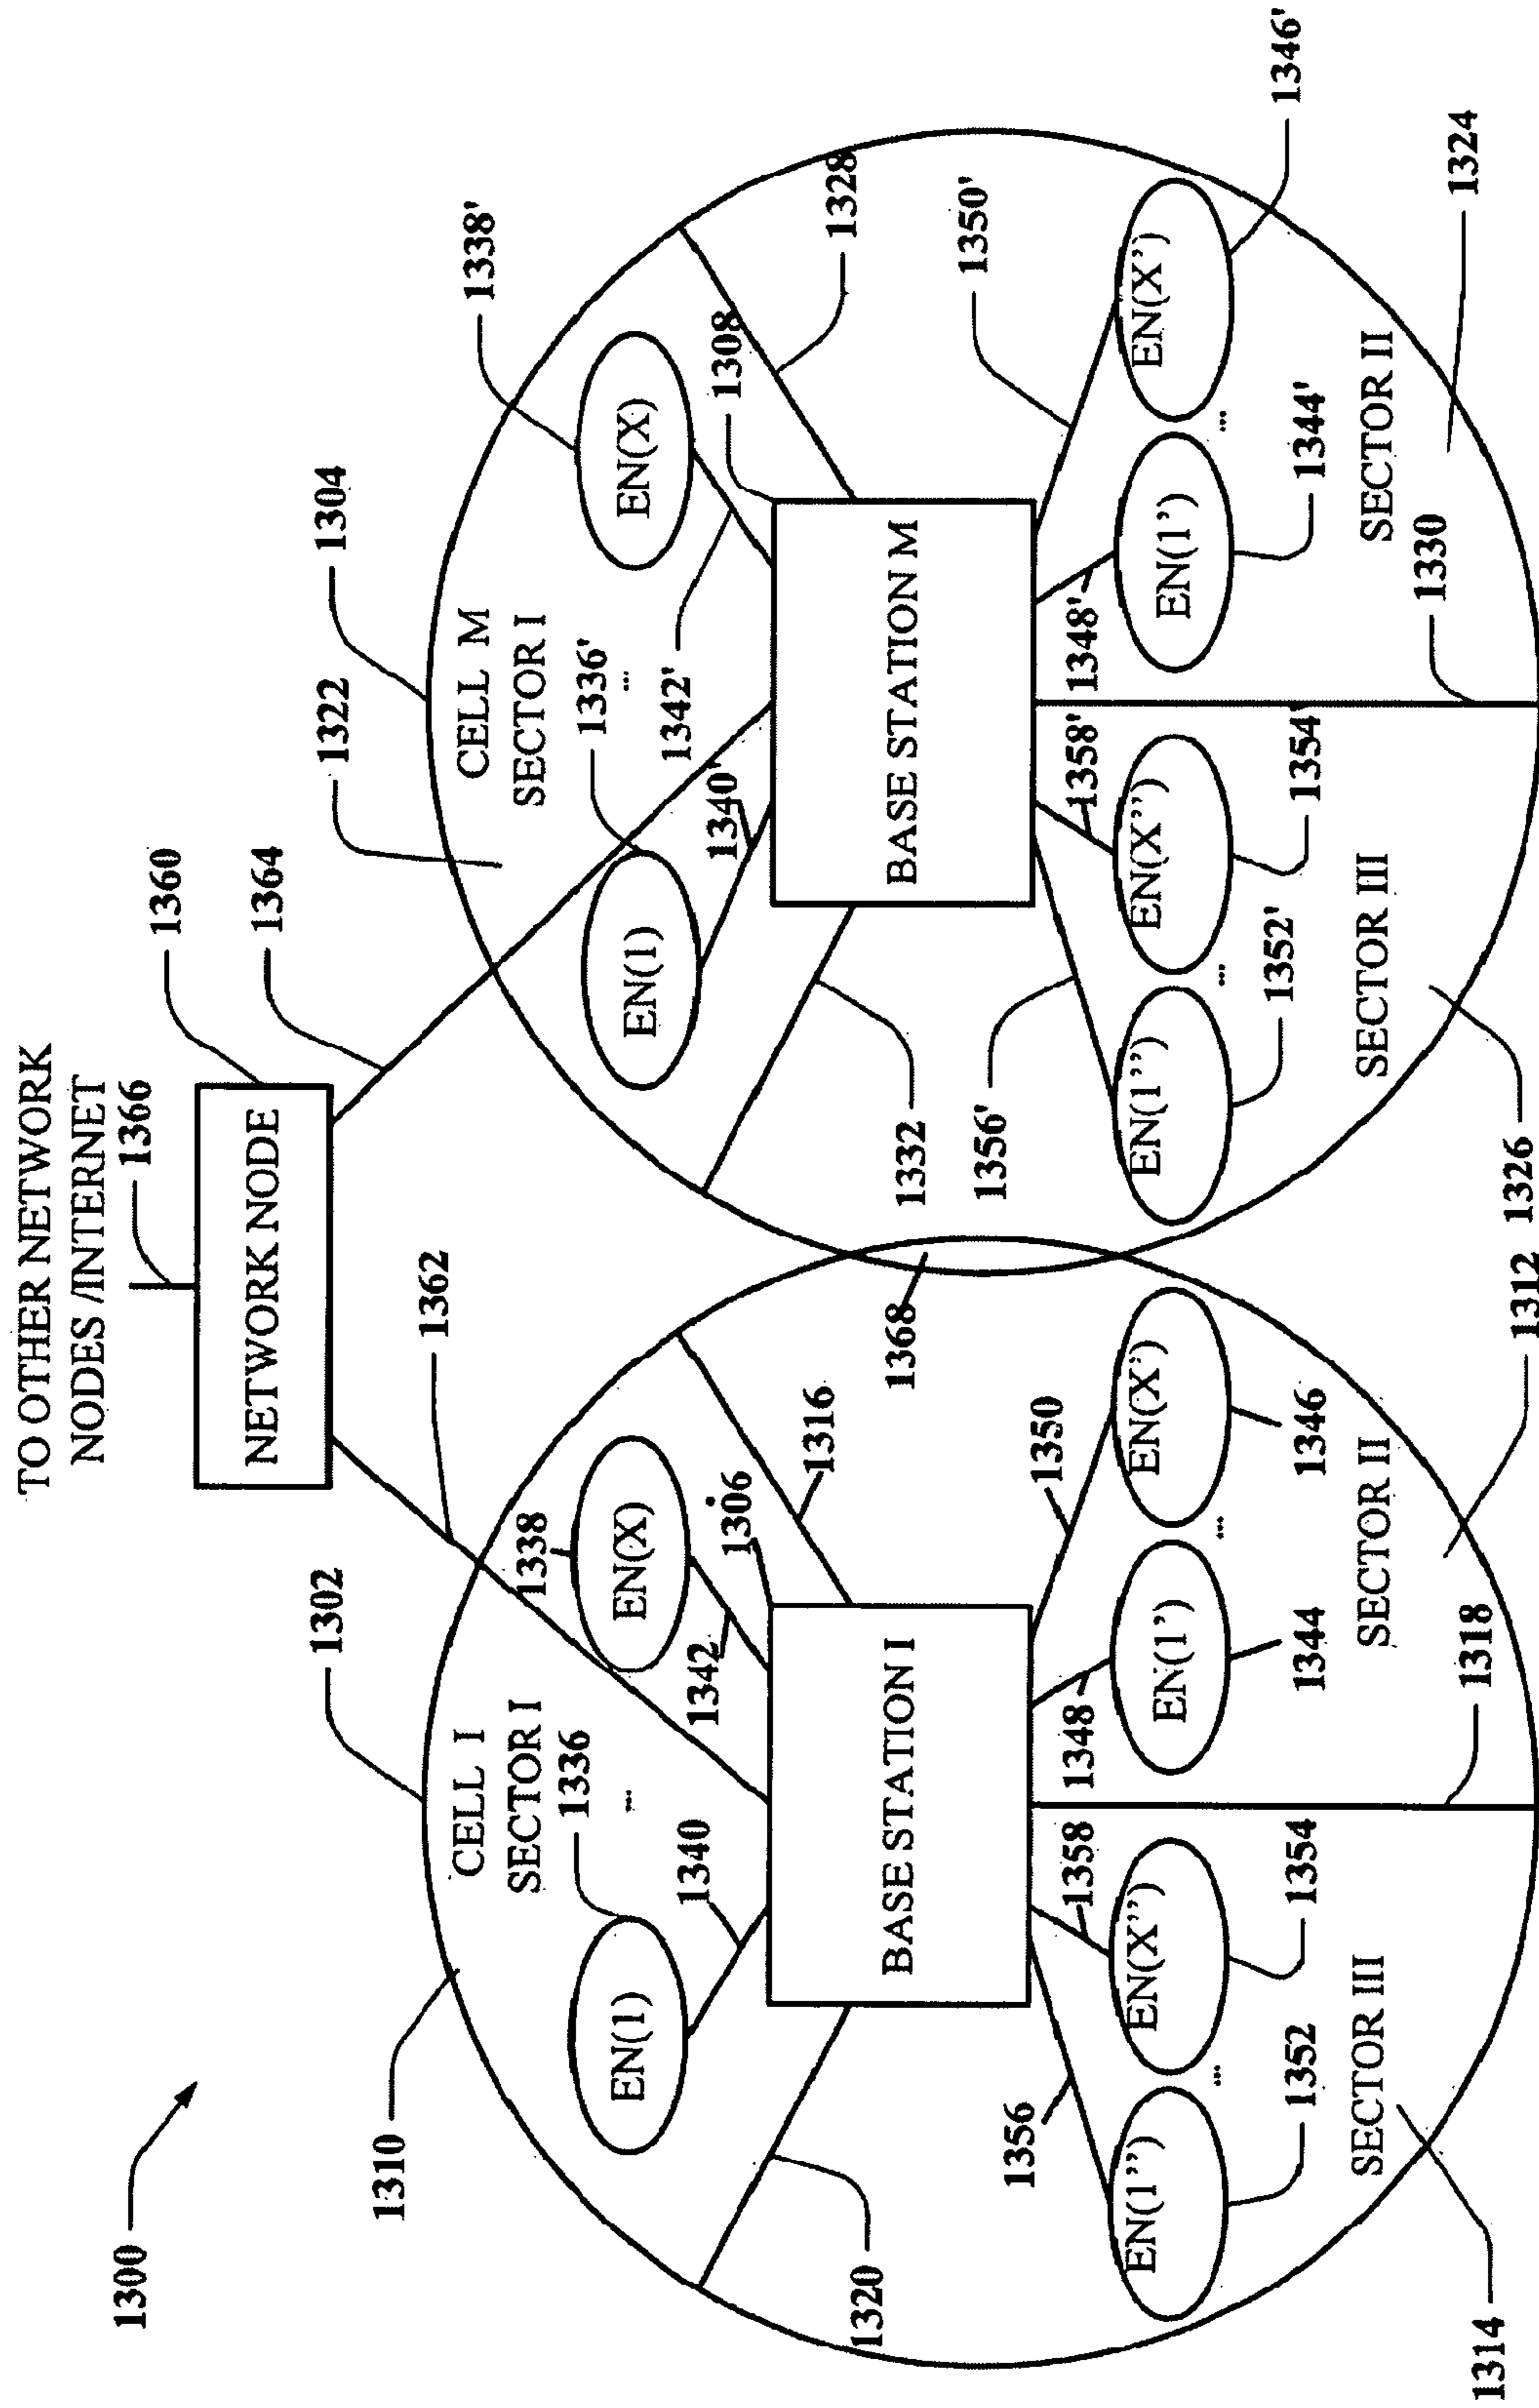 1300
TO OTHER NETWORK
NODES /INTERNET
1366
NETWORK NODE
1360
1364
1362
1302
1310
CELL I
SECTOR I
1336
...
EN(1)
1340
1338
EN(X)
1342
1306
1316
BASE STATION I
1320
1368
1356
1358
1348
1350
EN(1'')
...
EN(X'')
EN(1')
...
EN(X')
1352
1354
1344
1346
SECTOR III
SECTOR II
1314
1318
1312
1304
1322
CELL M
SECTOR I
1336'
...
EN(1)
1340'
1338'
EN(X)
1342'
1308
1328
BASE STATION M
1332
1356'
1358'
1348'
1350'
EN(1'')
...
EN(X'')
EN(1')
...
EN(X')
1352'
1354'
1344'
1346'
SECTOR III
SECTOR II
1326
1330
1324